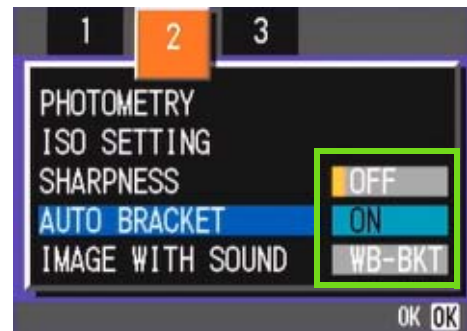 1 2 3
PHOTOMETRY
ISO SETTING
SHARPNESS OFF
AUTO BRACKET ON
IMAGE WITH SOUND WB-BKT
OK OK